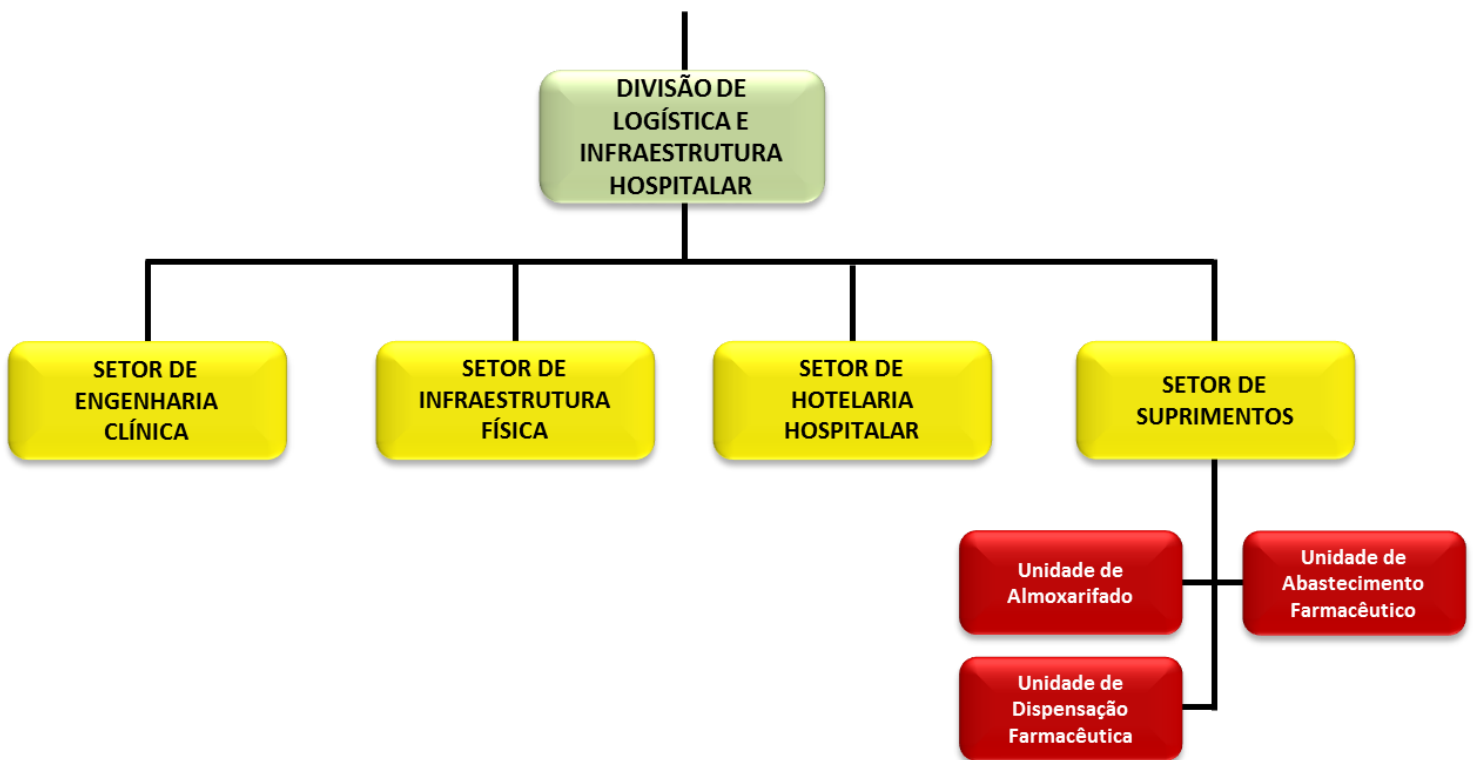 DIVISÃO DE
LOGÍSTICA E
INFRAESTRUTURA
HOSPITALAR
SETOR DE
ENGENHARIA
CLÍNICA
SETOR DE
INFRAESTRUTURA
FÍSICA
SETOR DE
HOTELARIA
HOSPITALAR
SETOR DE
SUPRIMENTOS
Unidade de
Almoxarifado
Unidade de
Abastecimento
Farmacêutico
Unidade de
Dispensação
Farmacêutica